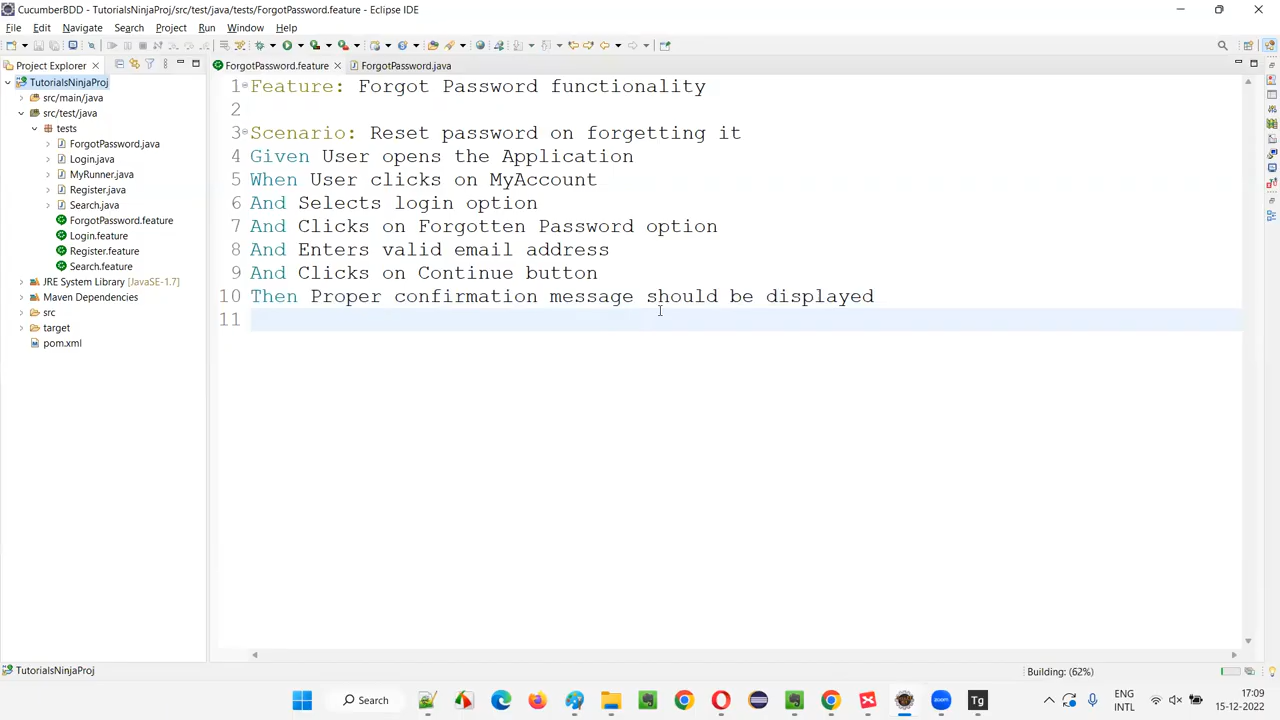 CucumberBDD - TutorialsNinjaProj/src/test/java/tests/ForgotPassword.feature - Eclipse IDE
File Edit Navigate Search Project Run Window Help
Project Explorer
TutorialsNinjaProj
src/main/java
src/test/java
tests
ForgotPassword.java
Login.java
MyRunner.java
Register.java
Search.java
ForgotPassword.feature
Login.feature
Register.feature
Search.feature
JRE System Library [JavaSE-1.7]
Maven Dependencies
src
target
pom.xml
ForgotPassword.feature ForgotPassword.java
1 Feature: Forgot Password functionality
2
3 Scenario: Reset password on forgetting it
4 Given User opens the Application
5 When User clicks on MyAccount
6 And Selects login option
7 And Clicks on Forgotten Password option
8 And Enters valid email address
9 And Clicks on Continue button
10 Then Proper confirmation message should be displayed
11
TutorialsNinjaProj
Building: (62%)
Search
Tg
ENG
INTL
17:09
15-12-2022